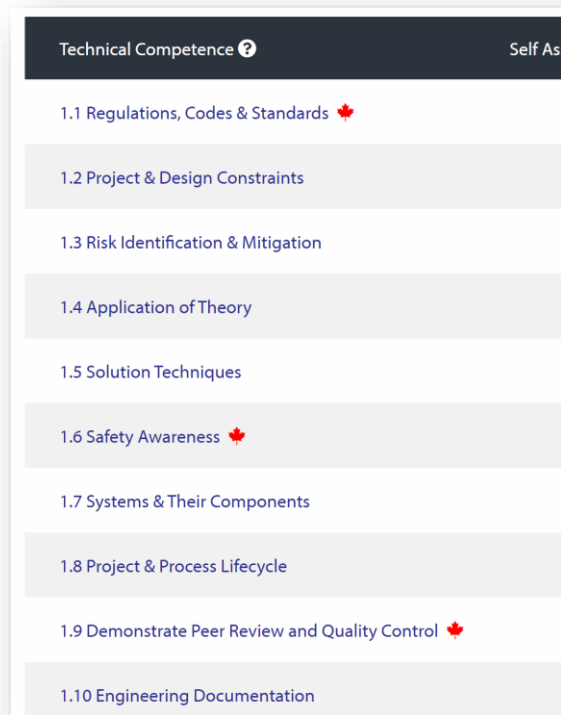 Technical Competence ? Self As
1.1 Regulations, Codes & Standards
1.2 Project & Design Constraints
1.3 Risk Identification & Mitigation
1.4 Application of Theory
1.5 Solution Techniques
1.6 Safety Awareness
1.7 Systems & Their Components
1.8 Project & Process Lifecycle
1.9 Demonstrate Peer Review and Quality Control
1.10 Engineering Documentation